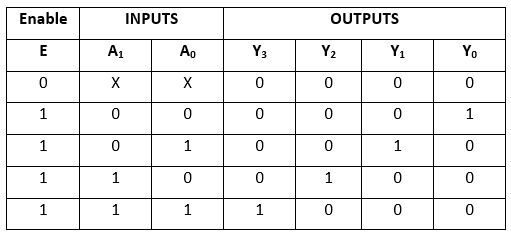 Enable INPUTS OUTPUTS
E A₁ A₀ Y₃ Y₂ Y₁ Y₀
0 X X 0 0 0 0
1 0 0 0 0 0 1
1 0 1 0 0 1 0
1 1 0 0 1 0 0
1 1 1 1 0 0 0